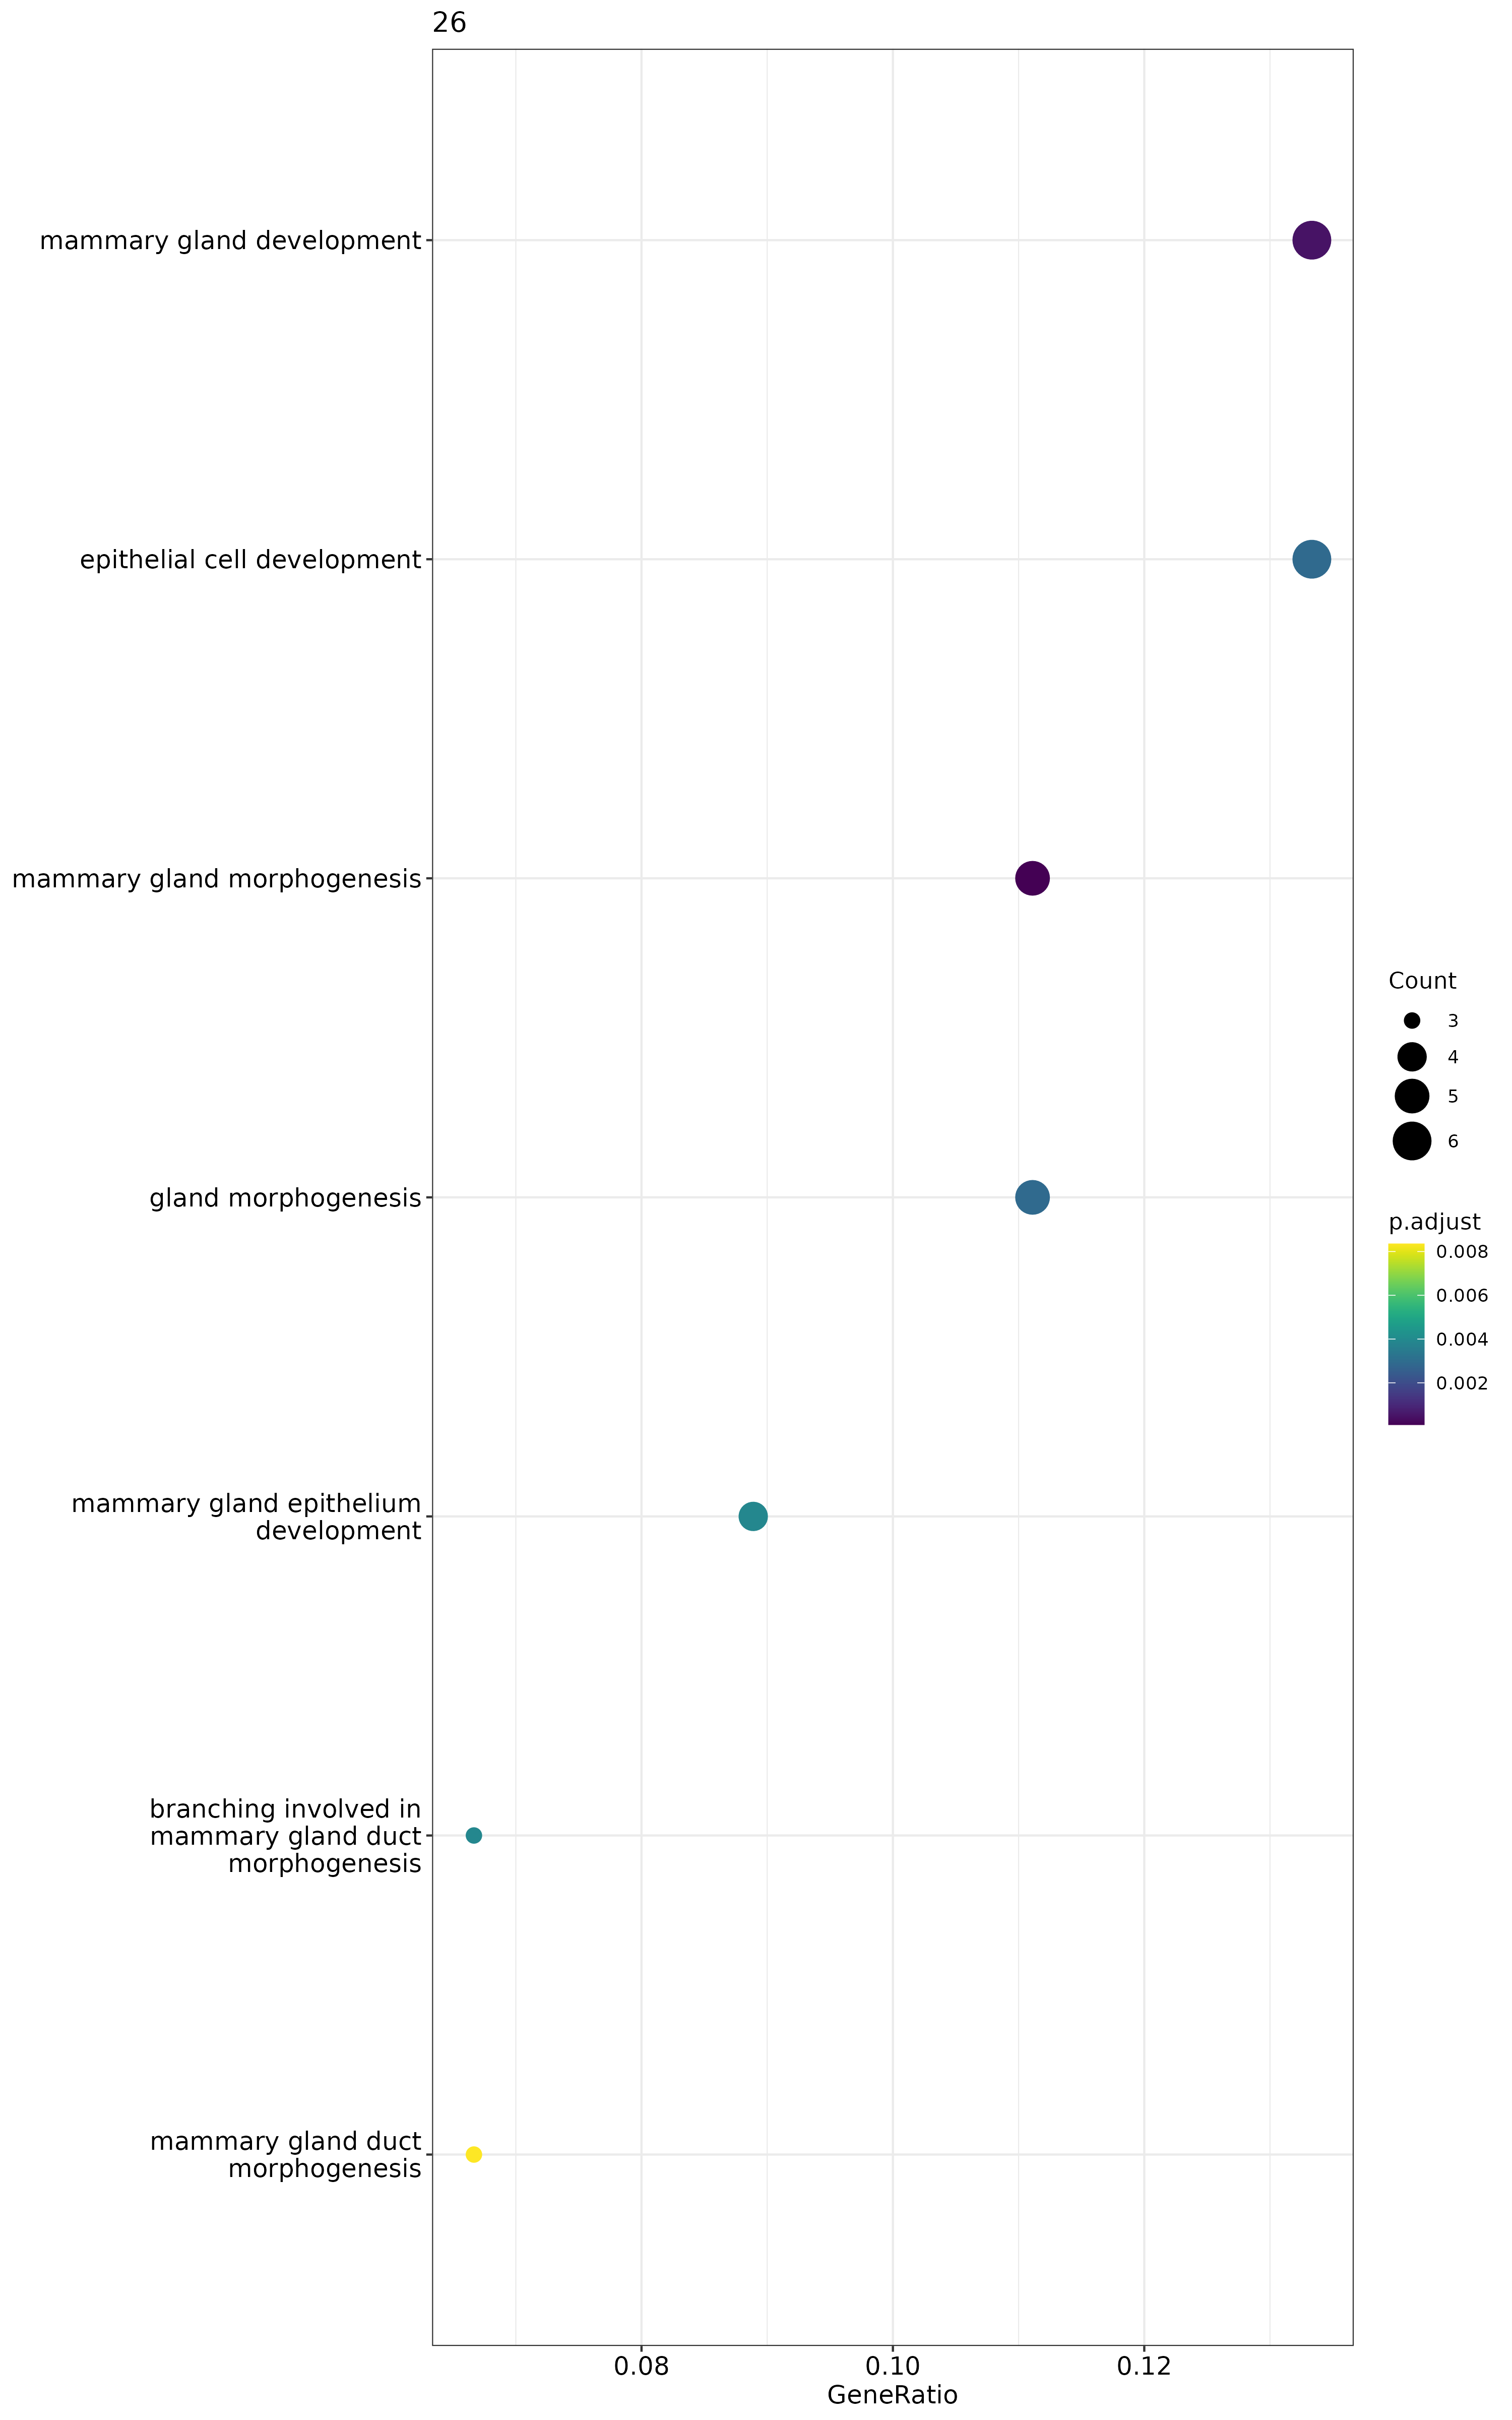 26
mammary gland development
epithelial cell development
mammary gland morphogenesis
gland morphogenesis
mammary gland epithelium
development
branching involved in
mammary gland duct
morphogenesis
mammary gland duct
morphogenesis
0.08
0.10
0.12
GeneRatio
Count
3
4
5
6
p.adjust
0.008
0.006
0.004
0.002